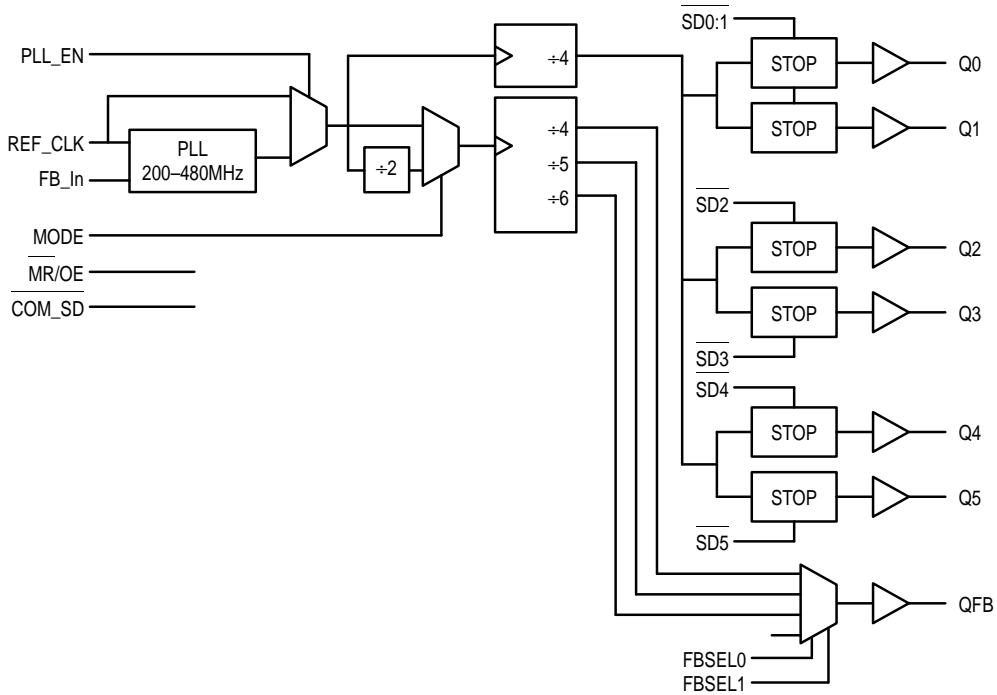 PLL_EN
REF_CLK
FB_In
PLL
200–480MHz
÷2
MODE
MR/OE
COM_SD
÷4
÷4
÷5
÷6
SD0:1
STOP
Q0
STOP
Q1
SD2
STOP
Q2
STOP
Q3
SD3
SD4
STOP
Q4
STOP
Q5
SD5
QFB
FBSEL0
FBSEL1